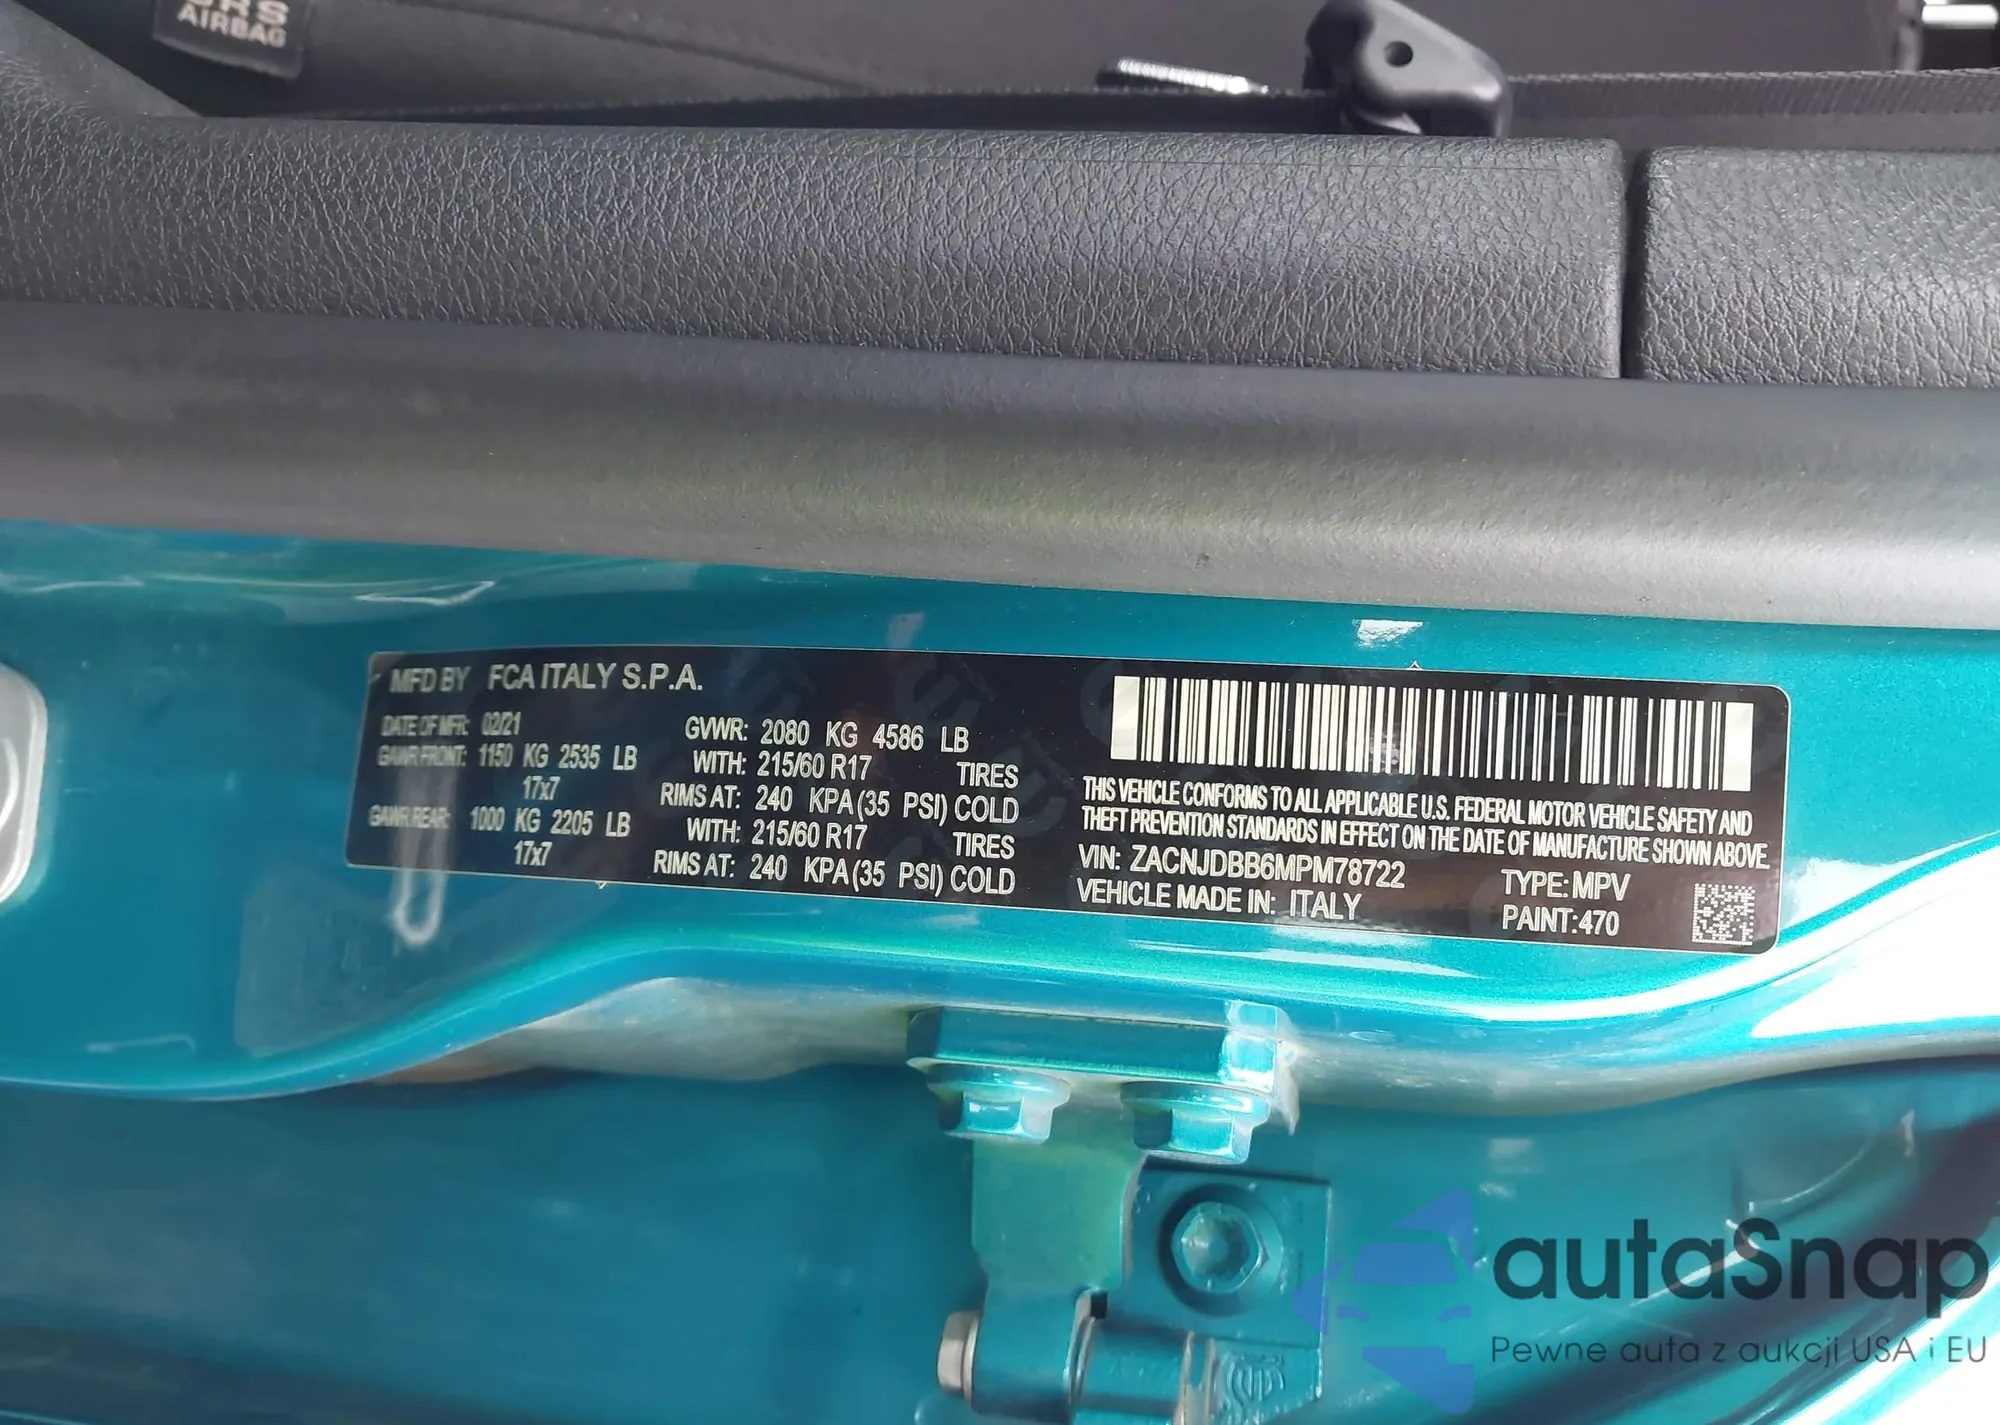 SRS
AIRBAG
MFD BY FCA ITALY S.P.A.
DATE OF MFR: 02/21
GVWR: 2080 KG 4586 LB
GAWR FRONT: 1150 KG 2535 LB
WITH: 215/60 R17 TIRES
17x7
RIMS AT: 240 KPA (35 PSI) COLD
GAWR REAR: 1000 KG 2205 LB
WITH: 215/60 R17 TIRES
17x7
RIMS AT: 240 KPA (35 PSI) COLD
THIS VEHICLE CONFORMS TO ALL APPLICABLE U.S. FEDERAL MOTOR VEHICLE SAFETY AND
THEFT PREVENTION STANDARDS IN EFFECT ON THE DATE OF MANUFACTURE SHOWN ABOVE.
VIN: ZACNJDBB6MPM78722
TYPE: MPV
VEHICLE MADE IN: ITALY
PAINT: 470
autaSnap
Pewne auta z aukcji USA i EU